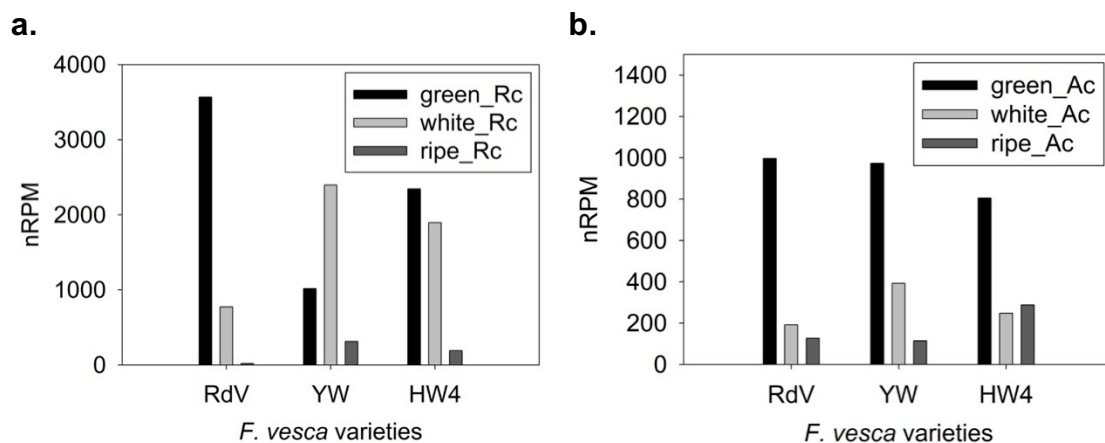 a.
4000
3000
2000
1000
0
nRPM
green_Rc
white_Rc
ripe_Rc
RdV YW HW4
F. vesca varieties
b.
1400
1200
1000
800
600
400
200
0
nRPM
green_Ac
white_Ac
ripe_Ac
RdV YW HW4
F. vesca varieties